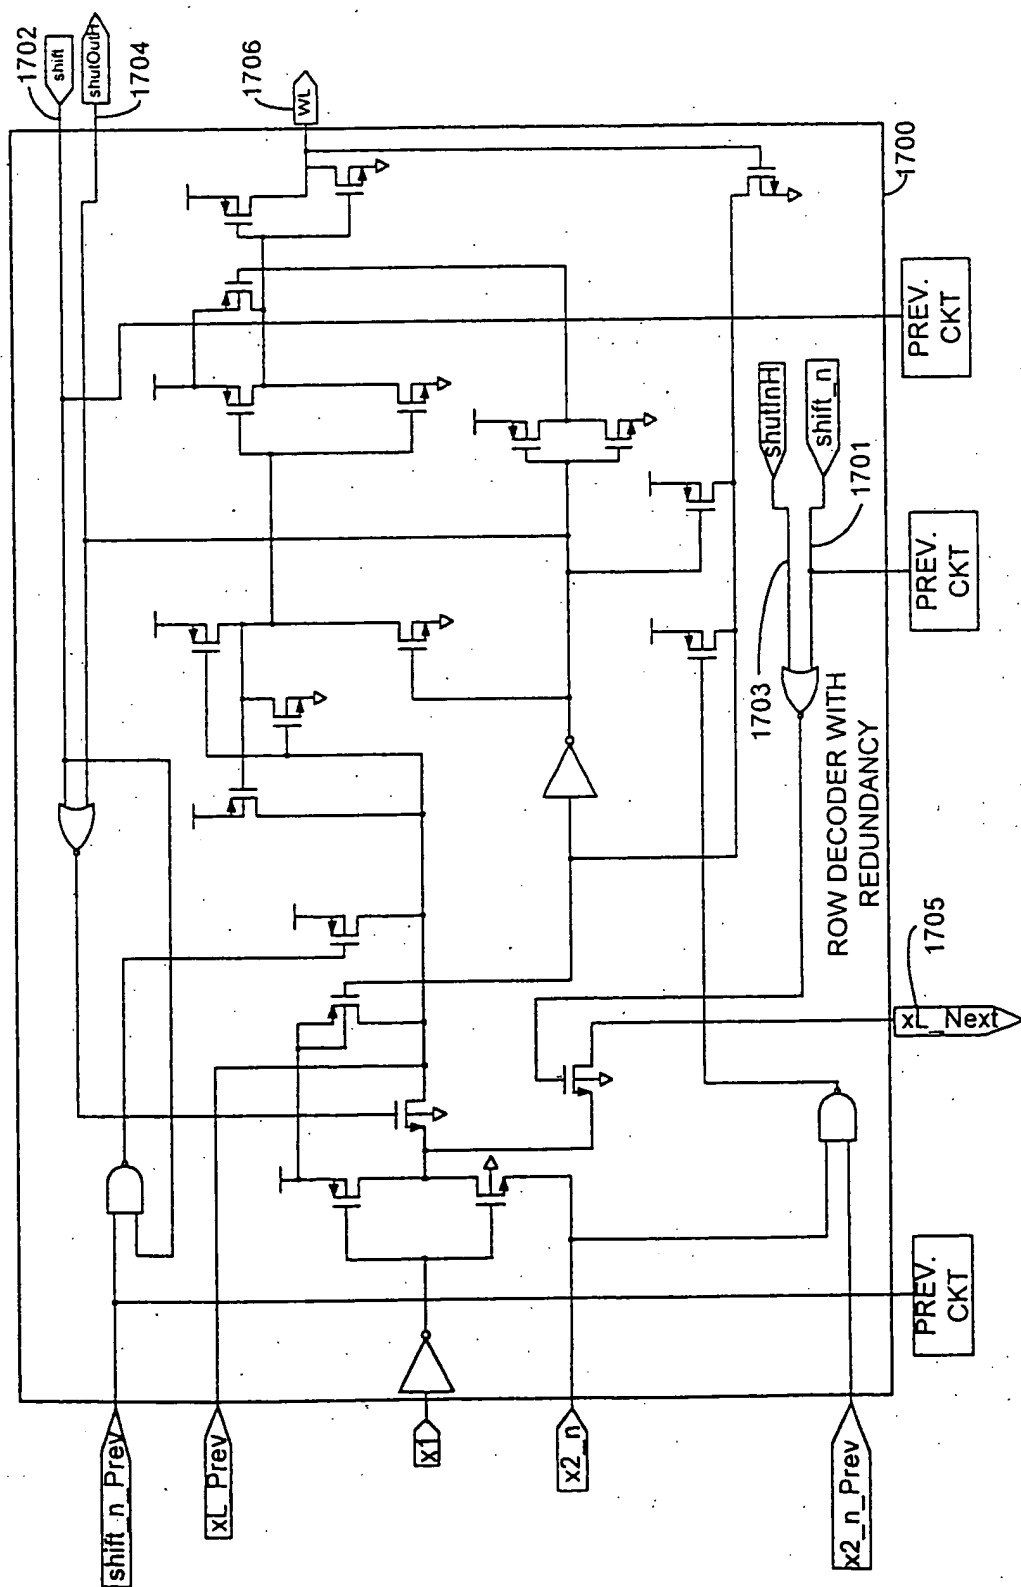 1702
shift
shutOutH
1704
1706
WL
1700
PREV.
CKT
shutInH
shift_n
1701
PREV.
CKT
1703
ROW DECODER WITH
REDUNDANCY
1705
xL_Next
PREV.
CKT
shift_n_Prev
xL_Prev
x1
x2_n
x2_n_Prev